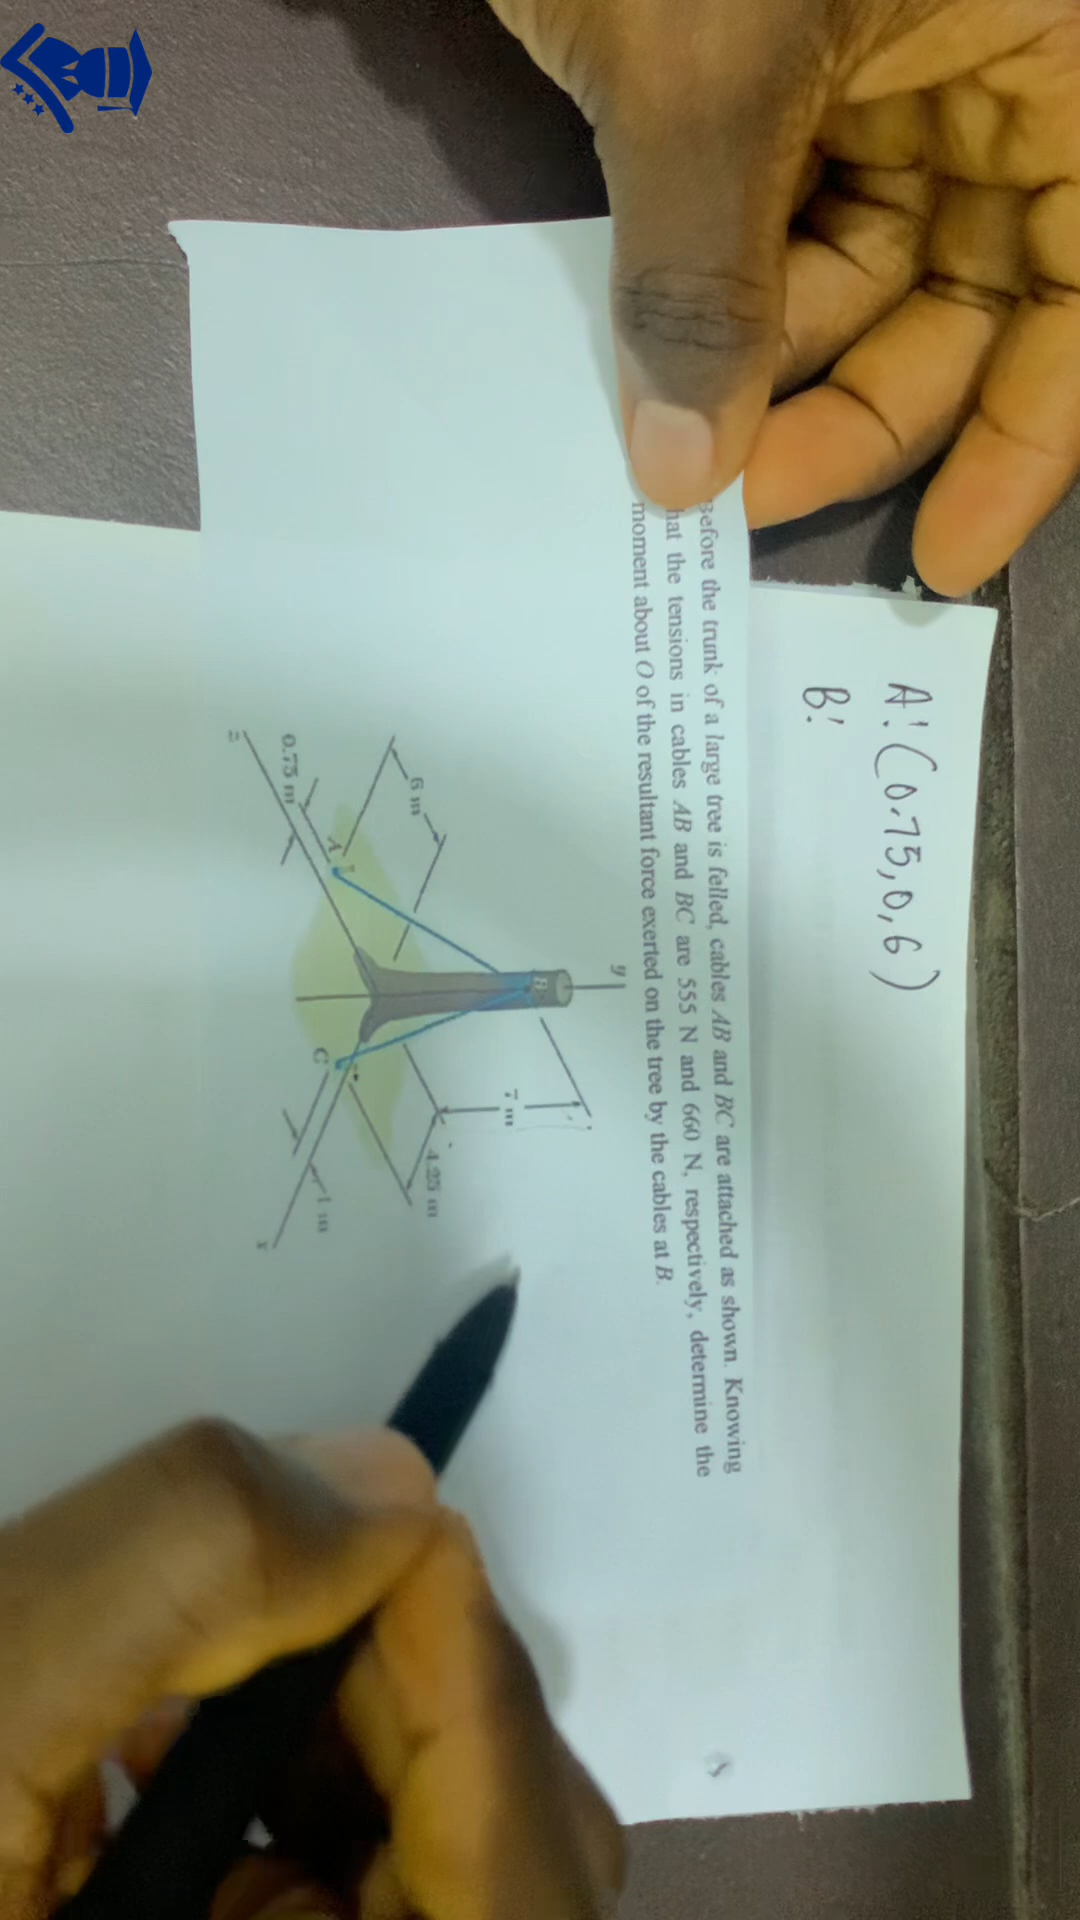 A: (0.75, 0, 6)
B:
Before the trunk of a large tree is felled, cables AB and BC are attached as shown. Knowing
hat the tensions in cables AB and BC are 555 N and 660 N, respectively, determine the
moment about O of the resultant force exerted on the tree by the cables at B.
y
B
7 m
6 m
4.25 m
A
C
0.75 m
1 m
z
x